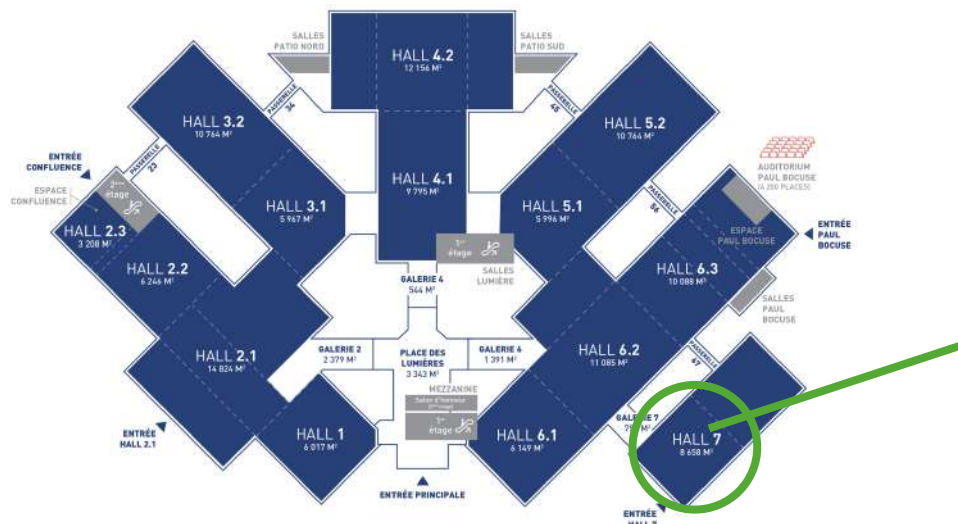 SALLES
PATIO NORD
HALL 4.2
12 156 M²
SALLES
PATIO SUD
HALL 3.2
10 764 M²
PASSERELLE
34
PASSERELLE
45
HALL 5.2
10 764 M²
ENTRÉE
CONFLUENCE
PASSERELLE
23
ESPACE
CONFLUENCE
2ème
étage
HALL 2.3
3 208 M²
HALL 3.1
5 967 M²
HALL 4.1
9 795 M²
HALL 5.1
5 996 M²
PASSERELLE
56
AUDITORIUM
PAUL BOCUSE
ESPACE
PAUL BOCUSE
ENTRÉE
PAUL
BOCUSE
HALL 2.2
6 246 M²
1er
étage
SALLES
LUMIÈRE
HALL 6.3
10 088 M²
SALLES
PAUL
BOCUSE
GALERIE 4
544 M²
HALL 2.1
14 824 M²
GALERIE 2
2 379 M²
PLACE DES
LUMIÈRES
3 343 M²
GALERIE 6
1 391 M²
HALL 6.2
11 085 M²
PASSERELLE
67
MEZZANINE
Salon d'honneur
1er
étage
GALERIE 7
HALL 7
8 658 M²
ENTRÉE
HALL 2.1
HALL 1
6 017 M²
HALL 6.1
6 149 M²
ENTRÉE PRINCIPALE
ENTRÉE
HALL 7